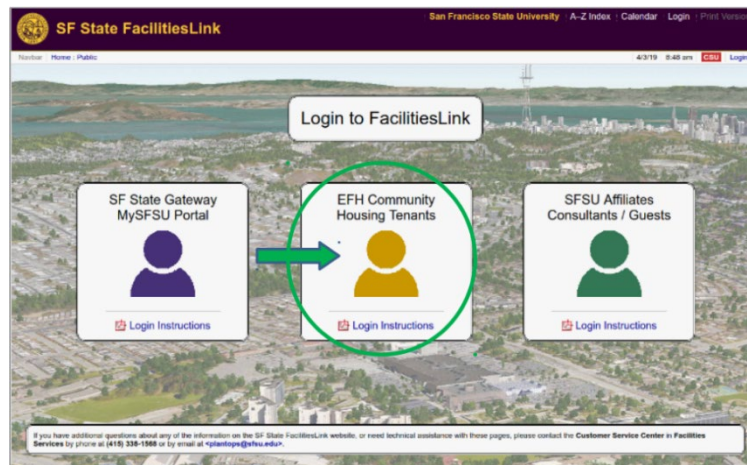 San Francisco State University A–Z Index Calendar Login Print Version
SF State FacilitiesLink
Navbar Home : Public 4/3/19 8:48 am CSU Login
Login to FacilitiesLink
SF State Gateway
MySFSU Portal
Login Instructions
EFH Community
Housing Tenants
Login Instructions
SFSU Affiliates
Consultants / Guests
Login Instructions
If you have additional questions about any of the information on the SF State FacilitiesLink website, or need technical assistance with these pages, please contact the Customer Service Center in Facilities
Services by phone at (415) 338-1568 or by email at <plantops@sfsu.edu>.